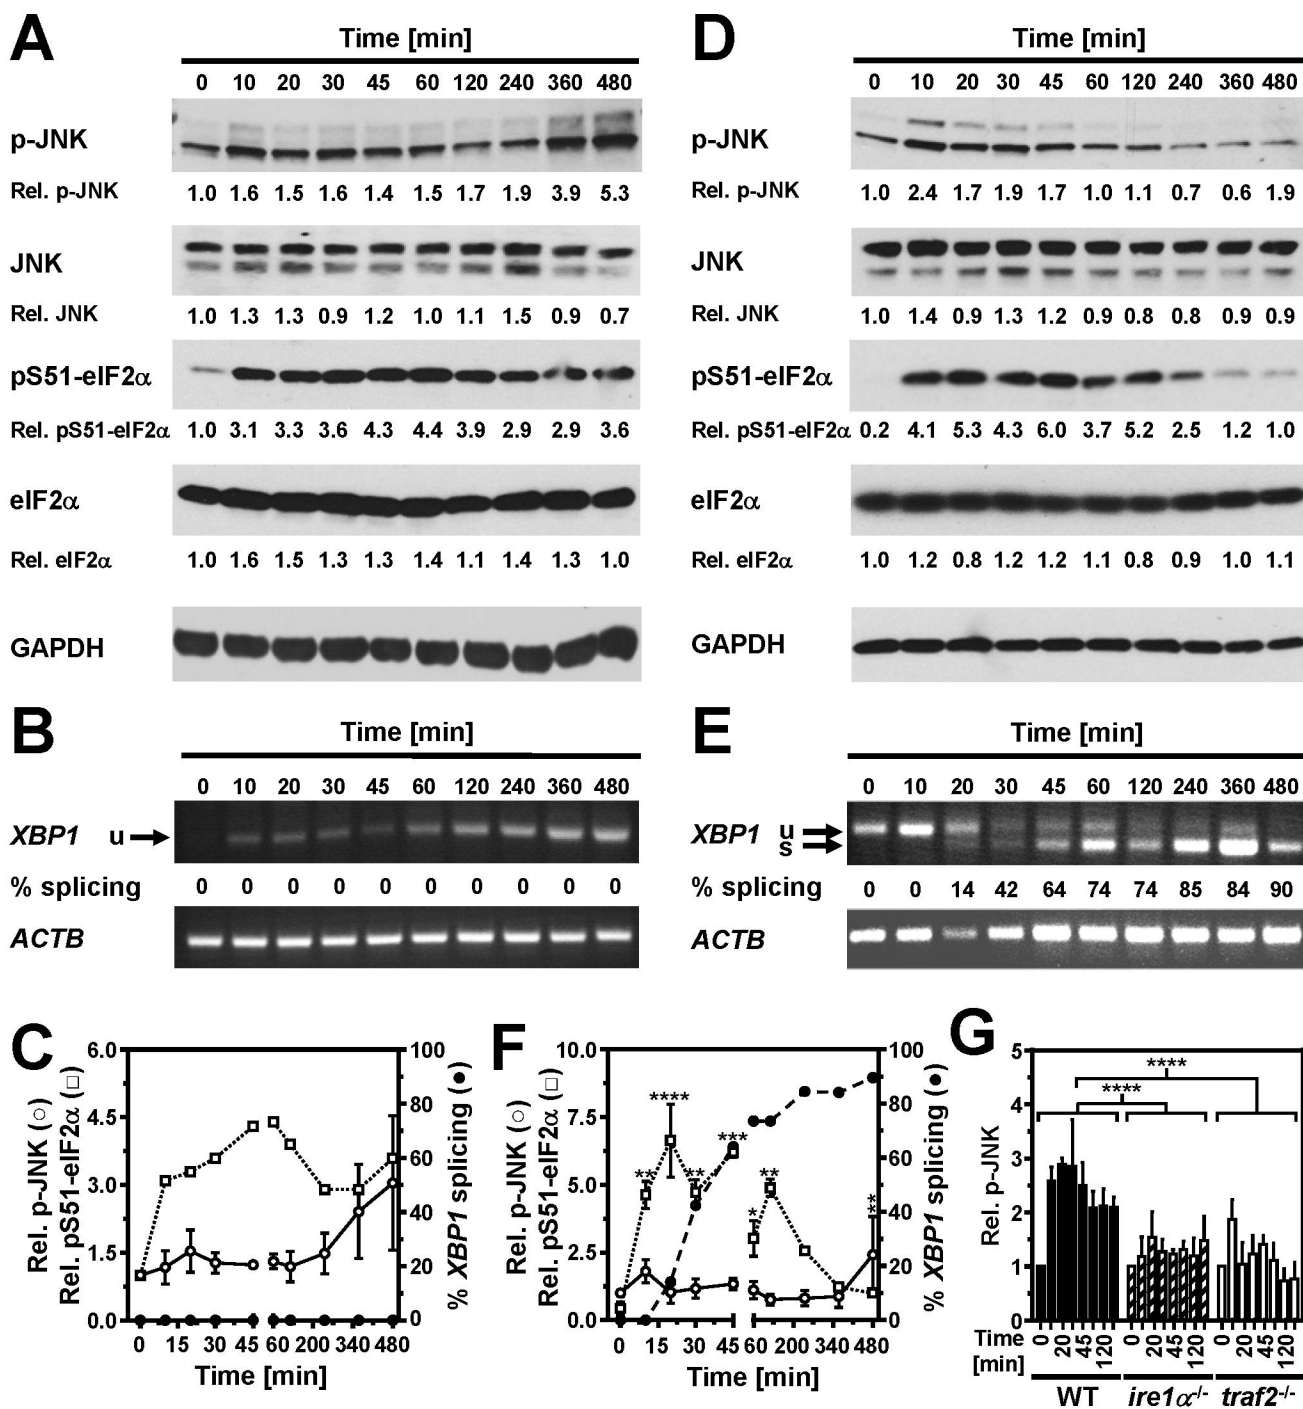 A
Time [min]
0 10 20 30 45 60 120 240 360 480
p-JNK
Rel. p-JNK 1.0 1.6 1.5 1.6 1.4 1.5 1.7 1.9 3.9 5.3
JNK
Rel. JNK 1.0 1.3 1.3 0.9 1.2 1.0 1.1 1.5 0.9 0.7
pS51-eIF2α
Rel. pS51-eIF2α 1.0 3.1 3.3 3.6 4.3 4.4 3.9 2.9 2.9 3.6
eIF2α
Rel. eIF2α 1.0 1.6 1.5 1.3 1.3 1.4 1.1 1.4 1.3 1.0
GAPDH
D
Time [min]
0 10 20 30 45 60 120 240 360 480
p-JNK
Rel. p-JNK 1.0 2.4 1.7 1.9 1.7 1.0 1.1 0.7 0.6 1.9
JNK
Rel. JNK 1.0 1.4 0.9 1.3 1.2 0.9 0.8 0.8 0.9 0.9
pS51-eIF2α
Rel. pS51-eIF2α 0.2 4.1 5.3 4.3 6.0 3.7 5.2 2.5 1.2 1.0
eIF2α
Rel. eIF2α 1.0 1.2 0.8 1.2 1.2 1.1 0.8 0.9 1.0 1.1
GAPDH
B
Time [min]
0 10 20 30 45 60 120 240 360 480
XBP1 u
% splicing 0 0 0 0 0 0 0 0 0 0
ACTB
E
Time [min]
0 10 20 30 45 60 120 240 360 480
XBP1 u
s
% splicing 0 0 14 42 64 74 74 85 84 90
ACTB
C
Rel. p-JNK (○)
Rel. pS51-eIF2α (□)
6.0
4.5
3.0
1.5
0.0
100
80
60
40
20
0
% XBP1 splicing (●)
0 15 30 45 60 200 340 480
Time [min]
F
Rel. p-JNK (○)
Rel. pS51-eIF2α (□)
10.0
7.5
5.0
2.5
0.0
**
****
**
***
*
**
**
100
80
60
40
20
0
% XBP1 splicing (●)
0 15 30 45 60 200 340 480
Time [min]
G
Rel. p-JNK
5
4
3
2
1
0
****
****
Time [min]
0 20 45 120 0 20 45 120 0 20 45 120
WT ire1α-/- traf2-/-